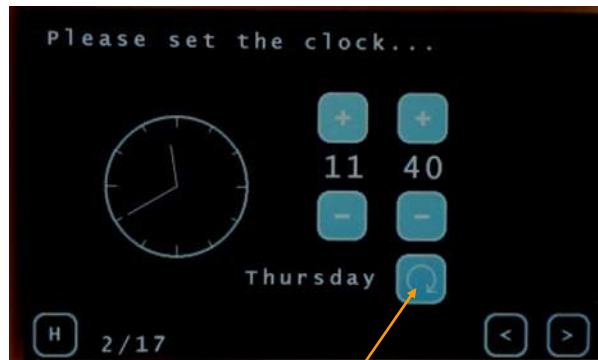 Please set the clock...
+ +
11 40
- -
Thursday
H 2/17 < >